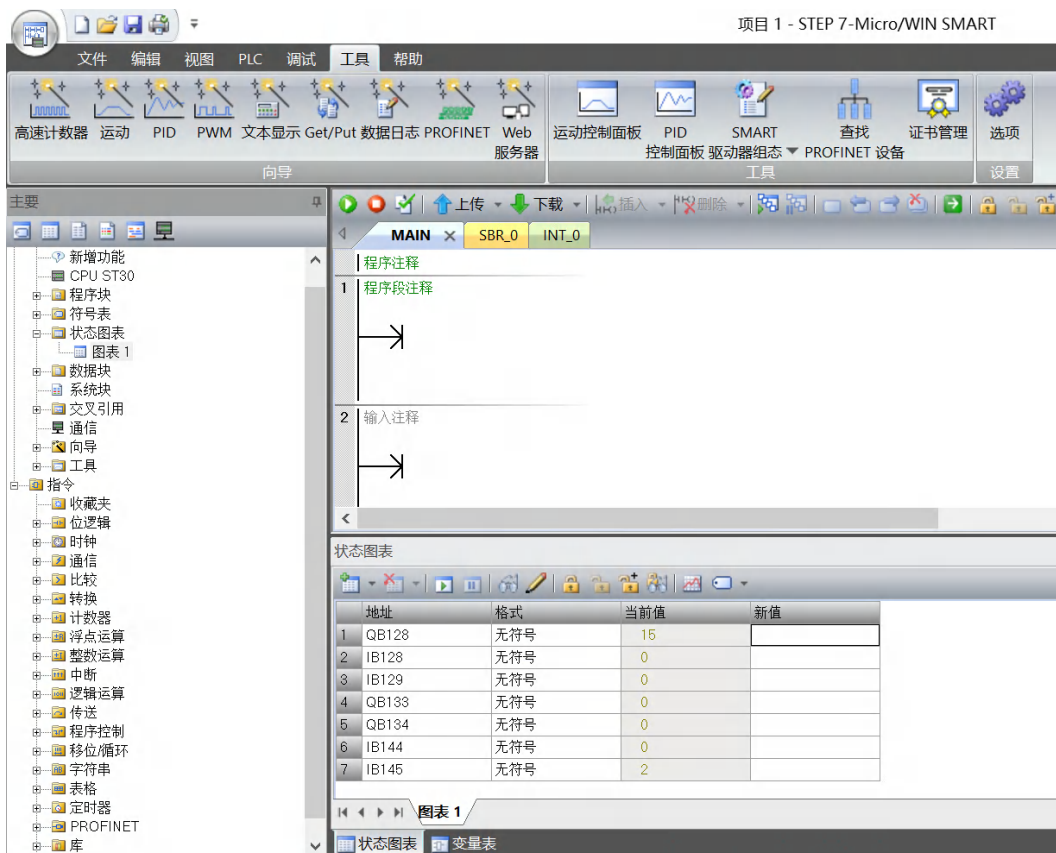 项目 1 - STEP 7-Micro/WIN SMART
文件 编辑 视图 PLC 调试 工具 帮助
高速计数器 运动 PID PWM 文本显示 Get/Put 数据日志 PROFINET Web 服务器
运动控制面板 PID 控制面板 SMART 驱动器组态 查找 PROFINET 设备 证书管理 选项
向导 工具 设置
主要
上传 下载 插入 删除
MAIN SBR_0 INT_0
新增功能
CPU ST30
程序块
符号表
状态图表
图表 1
数据块
系统块
交叉引用
通信
向导
工具
指令
收藏夹
位逻辑
时钟
通信
比较
转换
计数器
浮点运算
整数运算
中断
逻辑运算
传送
程序控制
移位/循环
字符串
表格
定时器
PROFINET
库
程序注释
1 程序段注释
2 输入注释
状态图表
地址 格式 当前值 新值
1 QB128 无符号 15
2 IB128 无符号 0
3 IB129 无符号 0
4 QB133 无符号 0
5 QB134 无符号 0
6 IB144 无符号 0
7 IB145 无符号 2
图表 1
状态图表 变量表